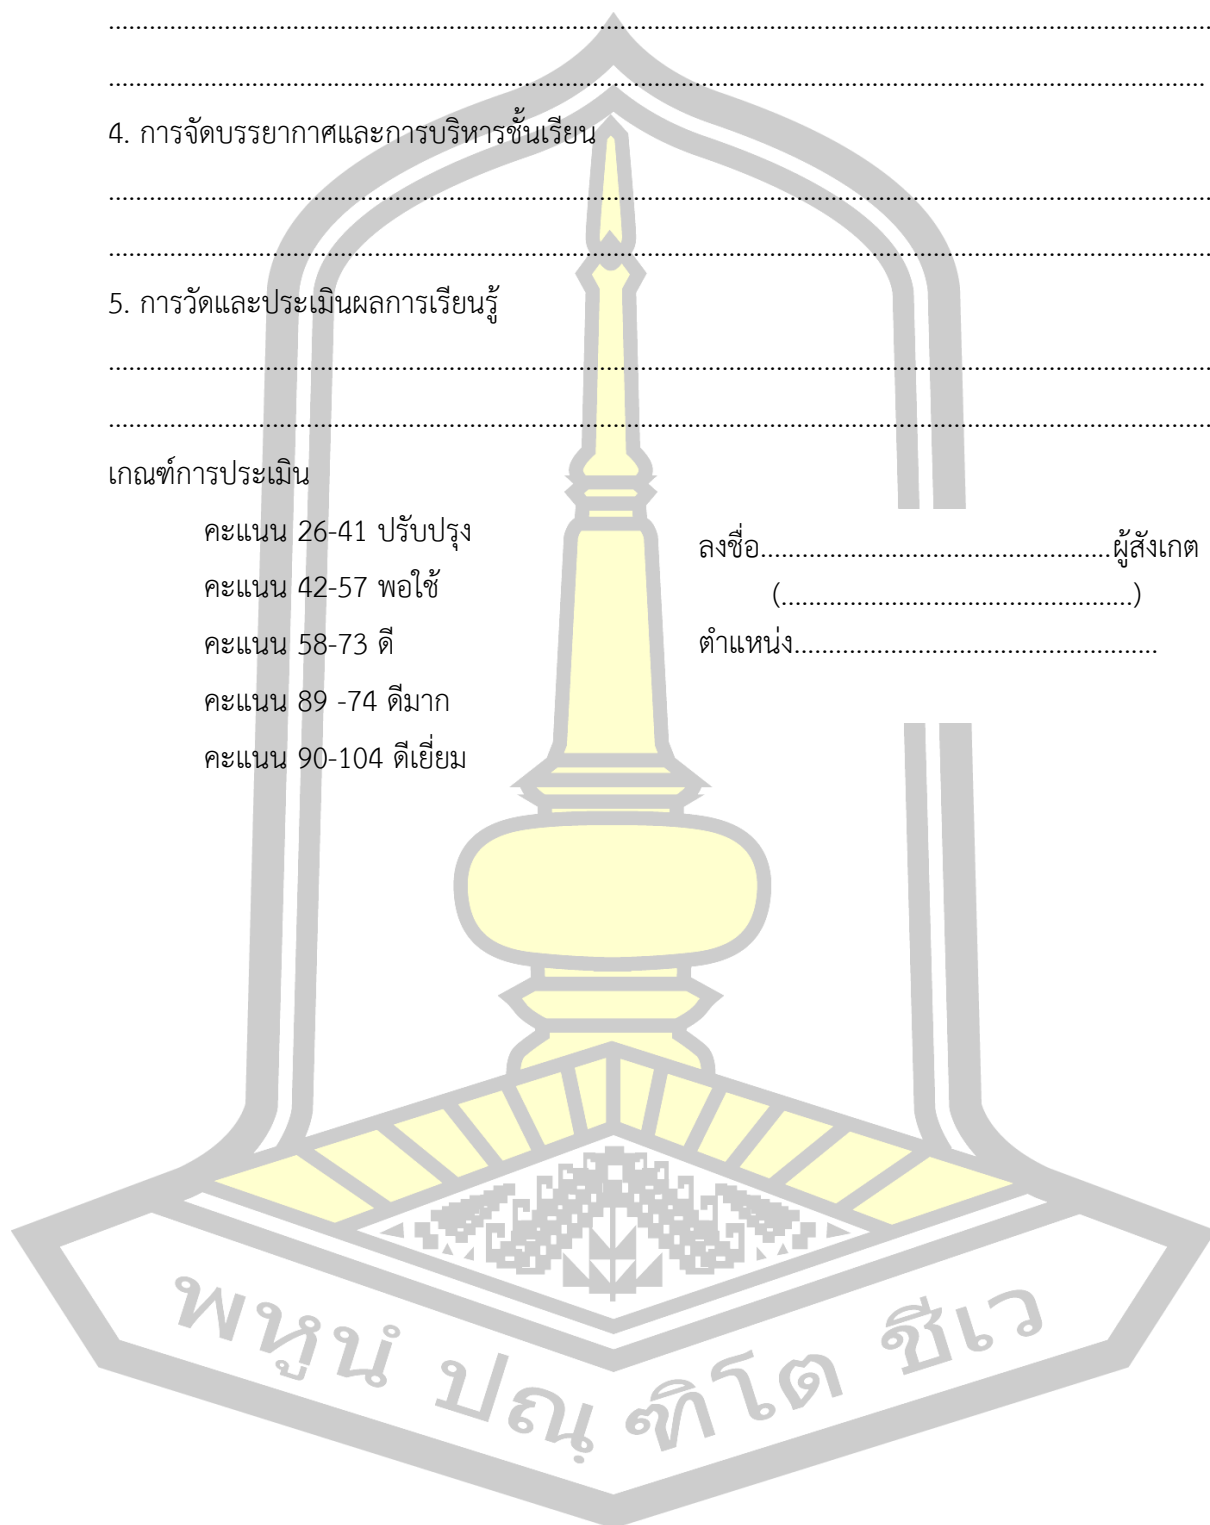 ................................................................................................................................................................
...............................................................................................................................................................
4. การจัดบรรยากาศและการบริหารชั้นเรียน
................................................................................................................................................................
................................................................................................................................................................
5. การวัดและประเมินผลการเรียนรู้
................................................................................................................................................................
................................................................................................................................................................
เกณฑ์การประเมิน
คะแนน 26-41 ปรับปรุง
ลงชื่อ...................................................ผู้สังเกต
คะแนน 42-57 พอใช้
(...................................................)
คะแนน 58-73 ดี
ตำแหน่ง.....................................................
คะแนน 89 -74 ดีมาก
คะแนน 90-104 ดีเยี่ยม
พหูนํ ปณฺฑิโต ชีเว